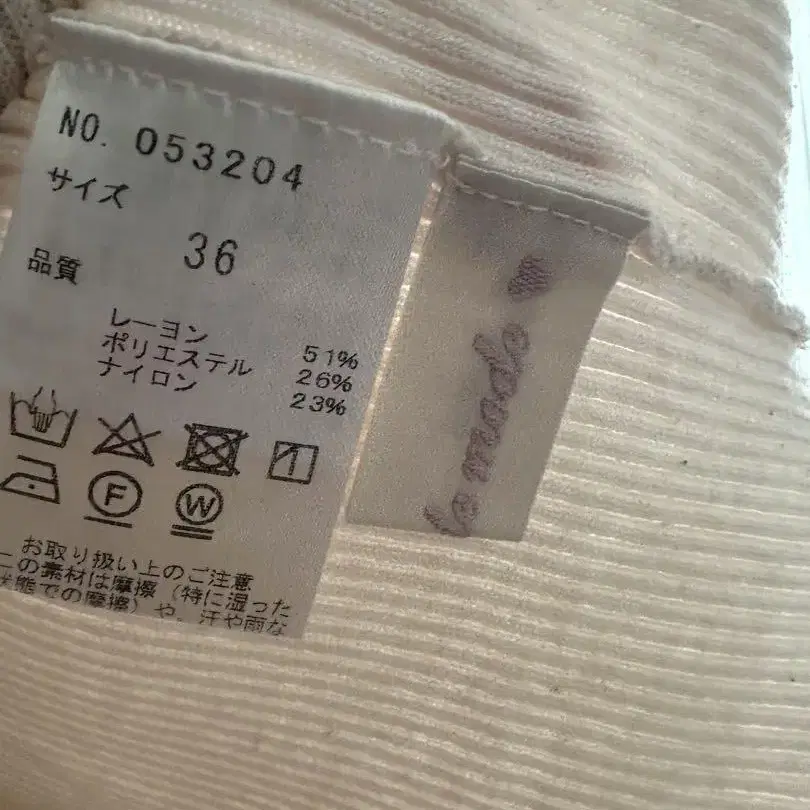 NO. 053204
サイズ
36
品質
レーヨン 51%
ポリエステル 26%
ナイロン 23%
F W
お取り扱い上のご注意
この素材は摩擦（特に湿った
状態での摩擦）や、汗や雨な